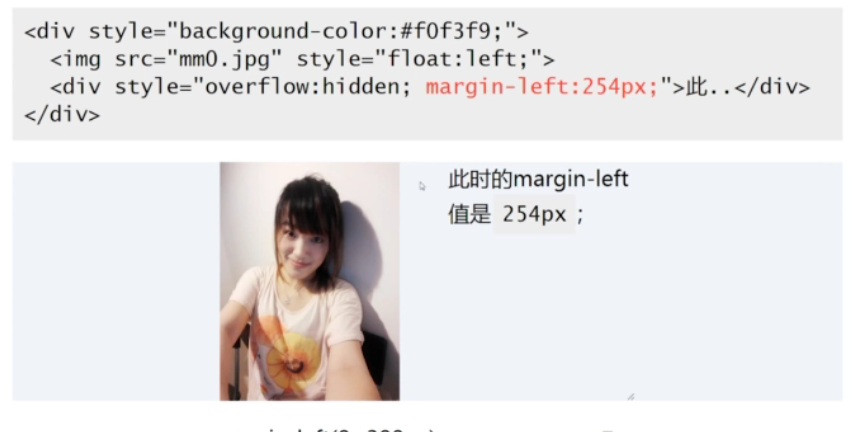 <div style="background-color:#f0f3f9;">
<img src="mm0.jpg" style="float:left;">
<div style="overflow:hidden; margin-left:254px;">此..</div>
</div>
此时的margin-left
值是 254px ;